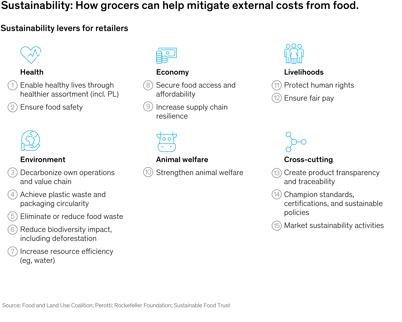 Sustainability: How grocers can help mitigate external costs from food.
Sustainability levers for retailers
Health
1 Enable healthy lives through
healthier assortment (incl. PL)
2 Ensure food safety
Economy
8 Secure food access and
affordability
9 Increase supply chain
resilience
Livelihoods
11 Protect human rights
12 Ensure fair pay
Environment
3 Decarbonize own operations
and value chain
4 Achieve plastic waste and
packaging circularity
5 Eliminate or reduce food waste
6 Reduce biodiversity impact,
including deforestation
7 Increase resource efficiency
(eg, water)
Animal welfare
10 Strengthen animal welfare
Cross-cutting
13 Create product transparency
and traceability
14 Champion standards,
certifications, and sustainable
policies
15 Market sustainability activities
Source: Food and Land Use Coalition; Perotti; Rockefeller Foundation; Sustainable Food Trust